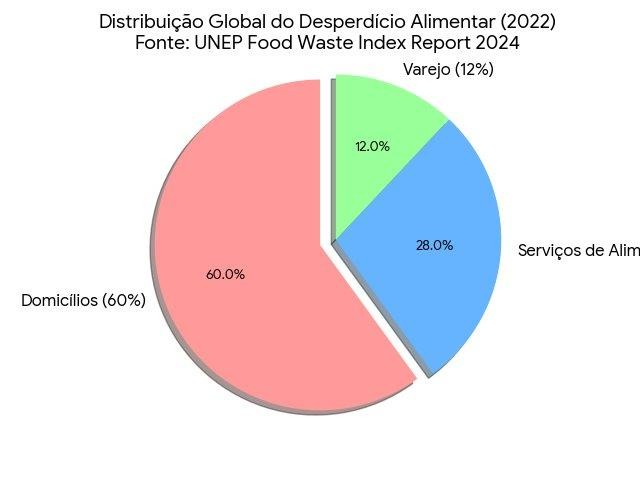 Distribuição Global do Desperdício Alimentar (2022)
Fonte: UNEP Food Waste Index Report 2024
Varejo (12%)
12.0%
28.0%
Serviços de Alim
60.0%
Domicílios (60%)